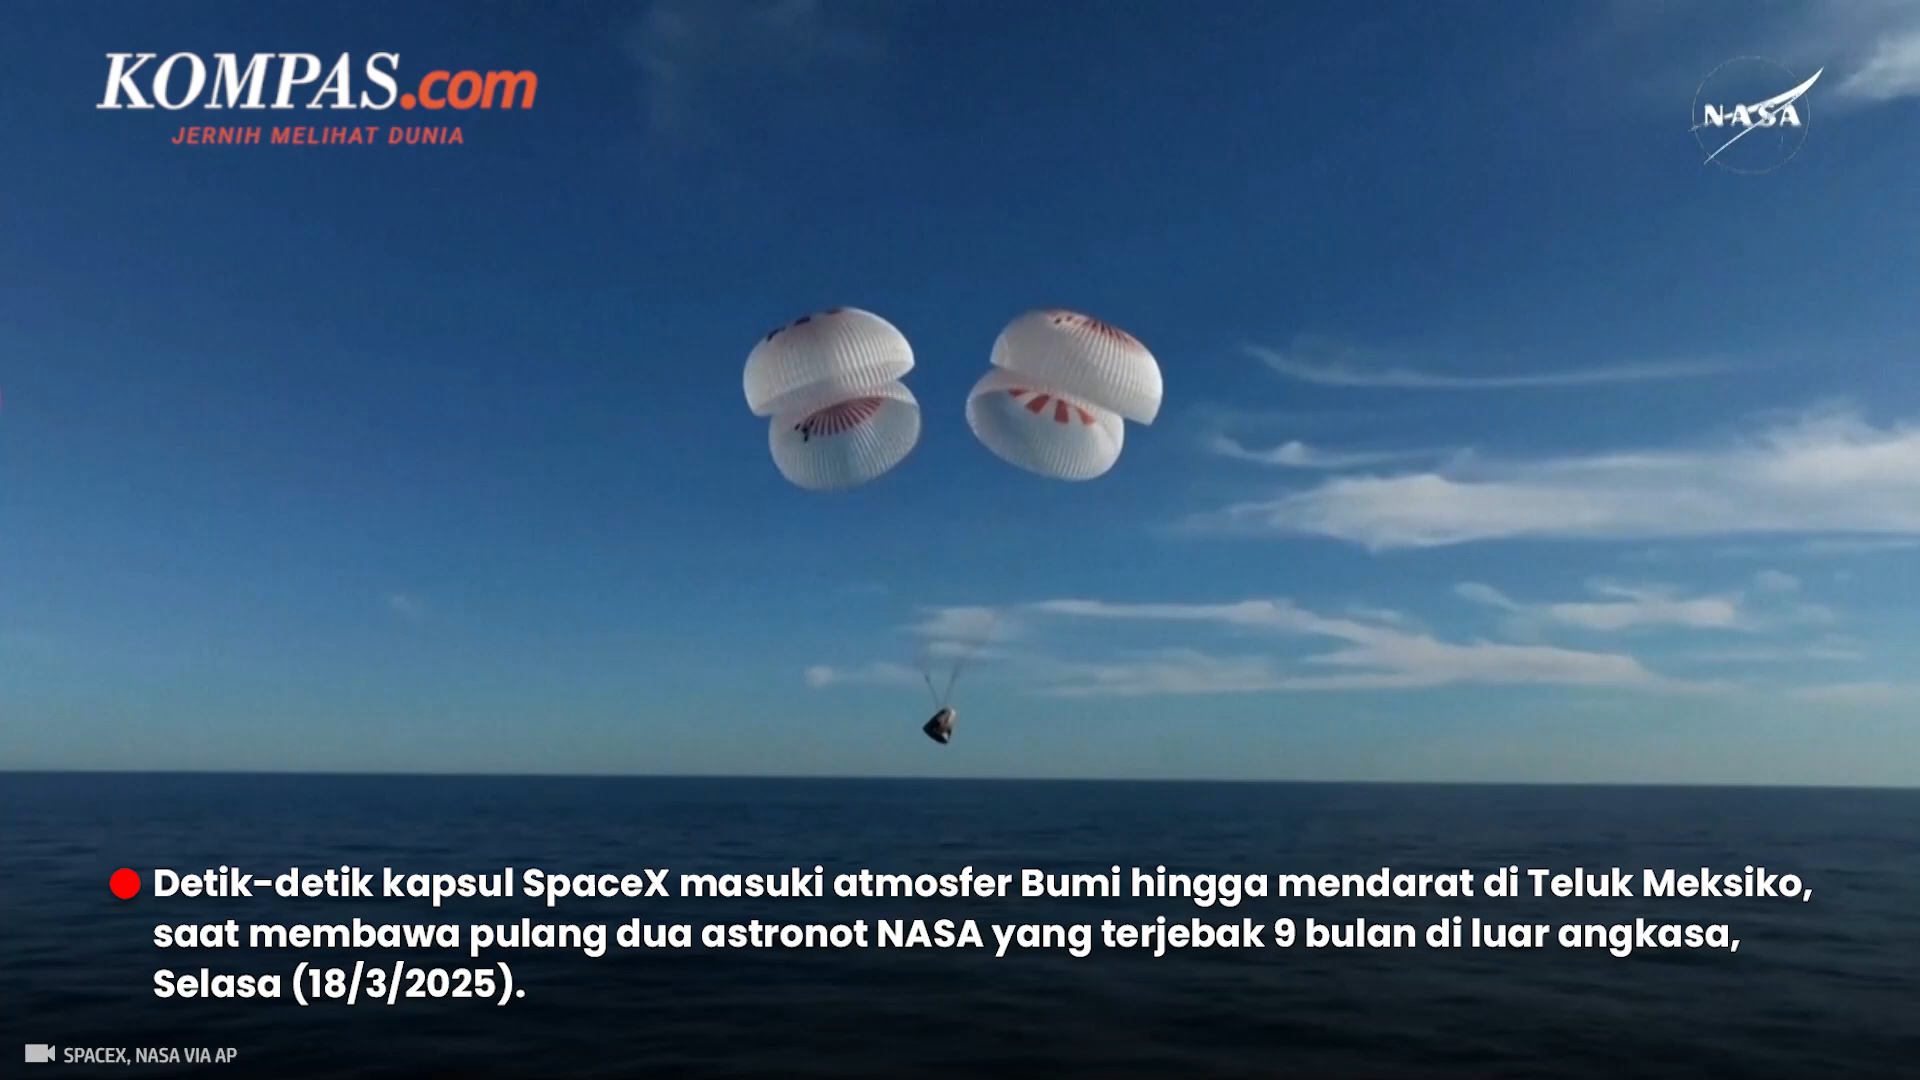 KOMPAS.com
JERNIH MELIHAT DUNIA
NASA
Detik-detik kapsul SpaceX masuki atmosfer Bumi hingga mendarat di Teluk Meksiko,
saat membawa pulang dua astronot NASA yang terjebak 9 bulan di luar angkasa,
Selasa (18/3/2025).
SPACEX, NASA VIA AP